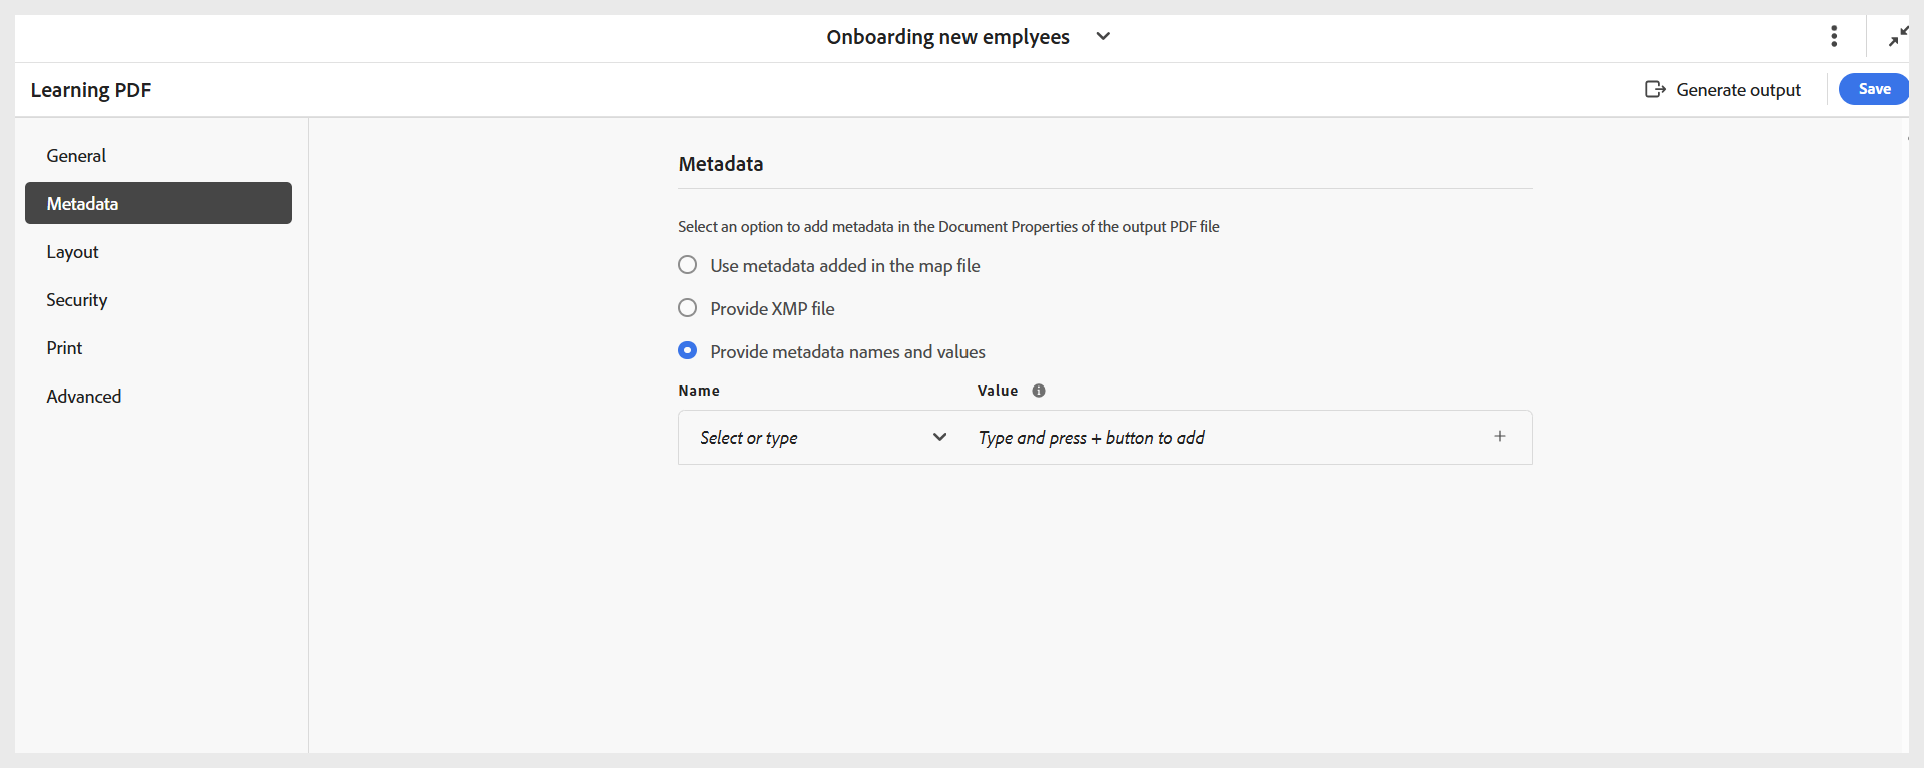 Onboarding new emplyees
Learning PDF
Generate output
Save
General
Metadata
Layout
Security
Print
Advanced
Metadata
Select an option to add metadata in the Document Properties of the output PDF file
Use metadata added in the map file
Provide XMP file
Provide metadata names and values
Name Value
Select or type Type and press + button to add +